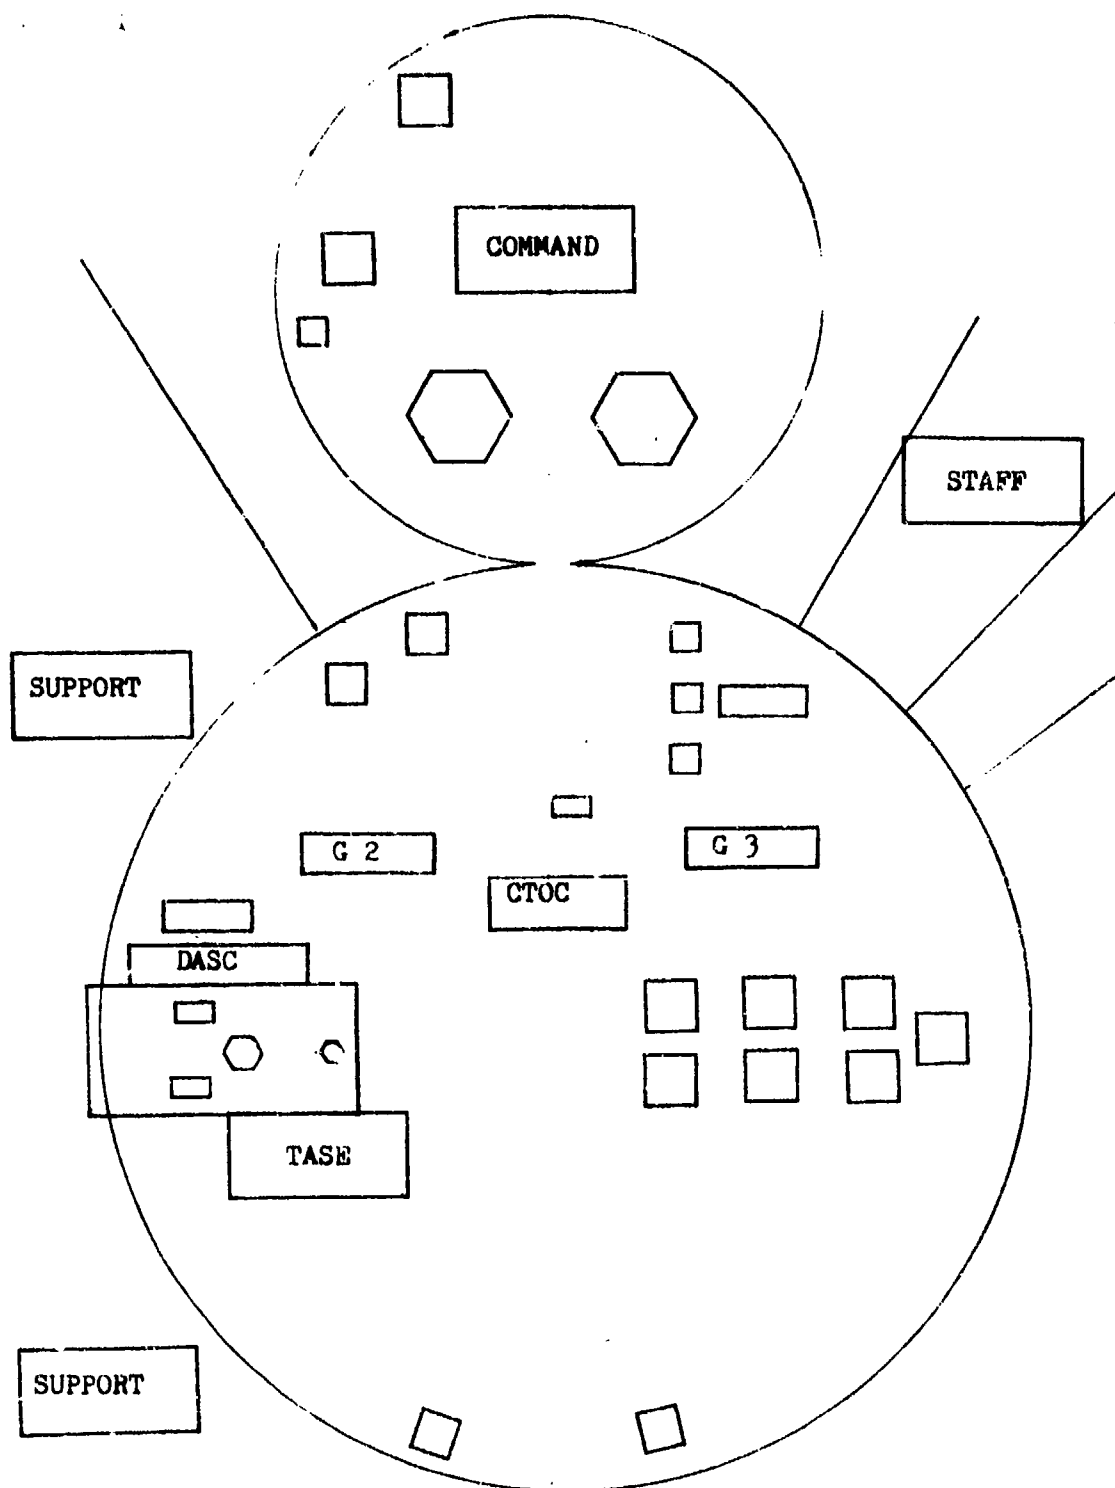 COMMAND
STAFF
SUPPORT
G 2
G 3
CTOC
DASC
TASE
SUPPORT